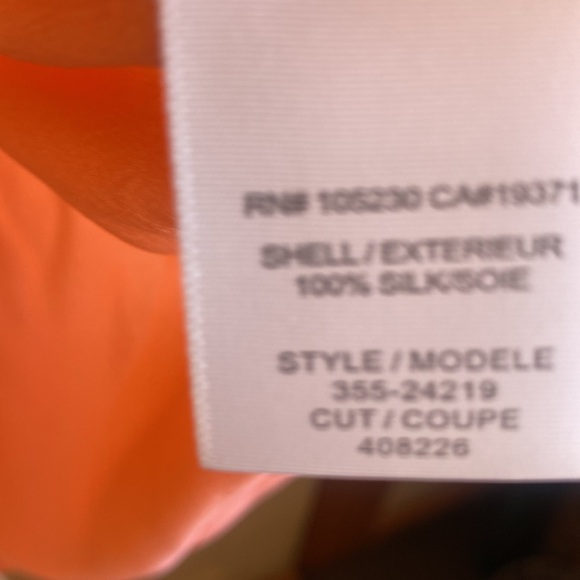 RN# 105230 CA#19371
SHELL / EXTERIEUR
100% SILK/SOIE
STYLE / MODELE
355-24219
CUT / COUPE
408226